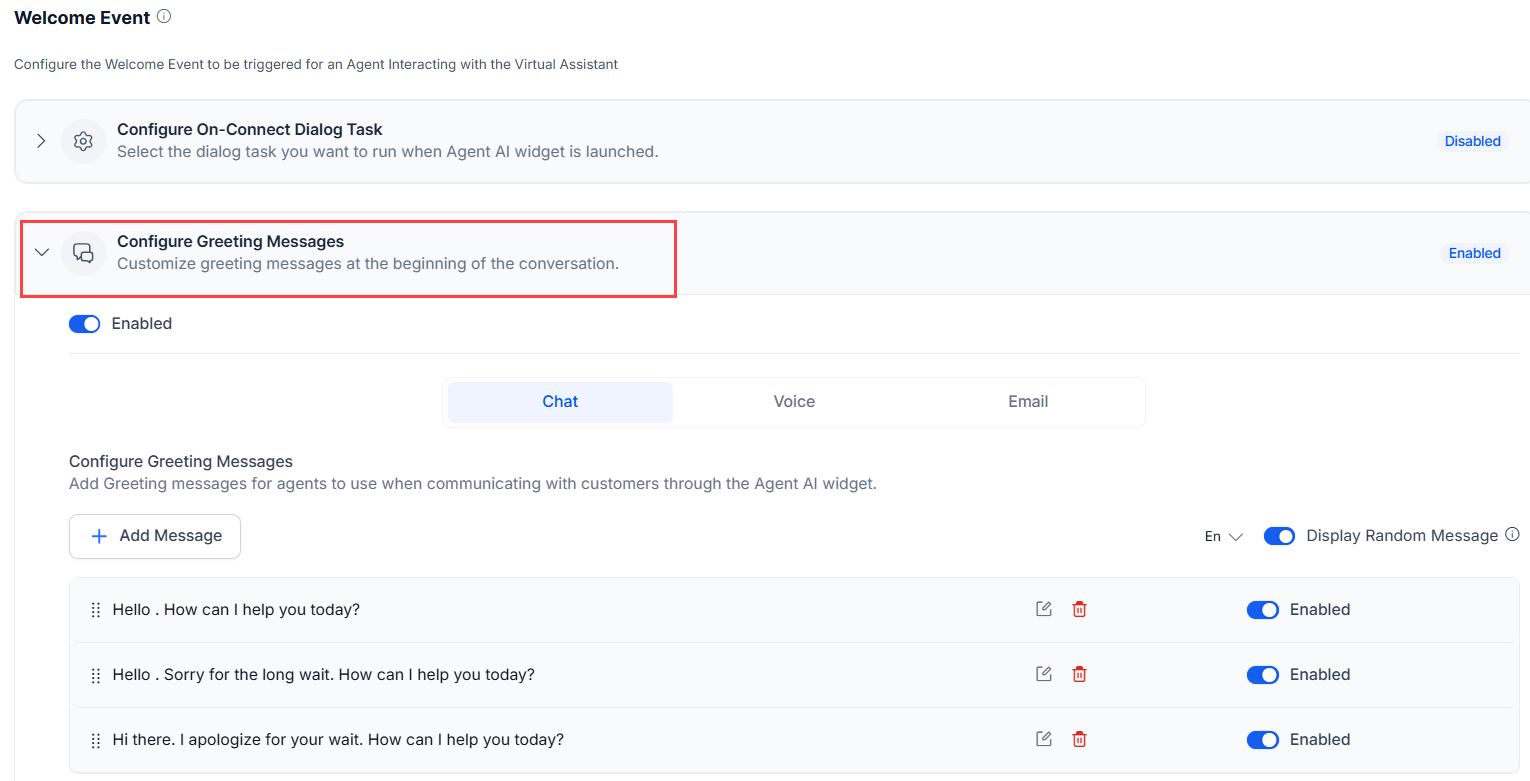 Welcome Event
Configure the Welcome Event to be triggered for an Agent Interacting with the Virtual Assistant
Configure On-Connect Dialog Task
Select the dialog task you want to run when Agent AI widget is launched.
Disabled
Configure Greeting Messages
Customize greeting messages at the beginning of the conversation.
Enabled
Enabled
Chat Voice Email
Configure Greeting Messages
Add Greeting messages for agents to use when communicating with customers through the Agent AI widget.
Add Message En Display Random Message
Hello . How can I help you today? Enabled
Hello . Sorry for the long wait. How can I help you today? Enabled
Hi there. I apologize for your wait. How can I help you today? Enabled